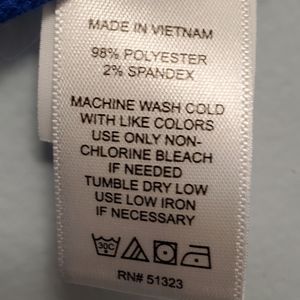 MADE IN VIETNAM
98% POLYESTER
2% SPANDEX
MACHINE WASH COLD
WITH LIKE COLORS
USE ONLY NON-
CHLORINE BLEACH
IF NEEDED
TUMBLE DRY LOW
USE LOW IRON
IF NECESSARY
30C
RN# 51323